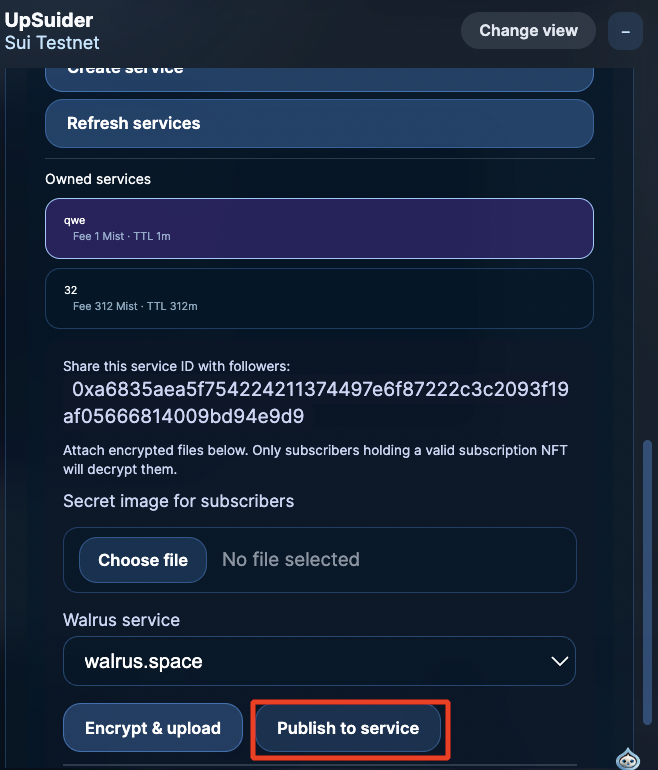 UpSuider
Sui Testnet
Change view
–
Create service
Refresh services
Owned services
qwe
Fee 1 Mist · TTL 1m
32
Fee 312 Mist · TTL 312m
Share this service ID with followers:
0xa6835aea5f754224211374497e6f87222c3c2093f19
af05666814009bd94e9d9
Attach encrypted files below. Only subscribers holding a valid subscription NFT
will decrypt them.
Secret image for subscribers
Choose file No file selected
Walrus service
walrus.space
Encrypt & upload Publish to service